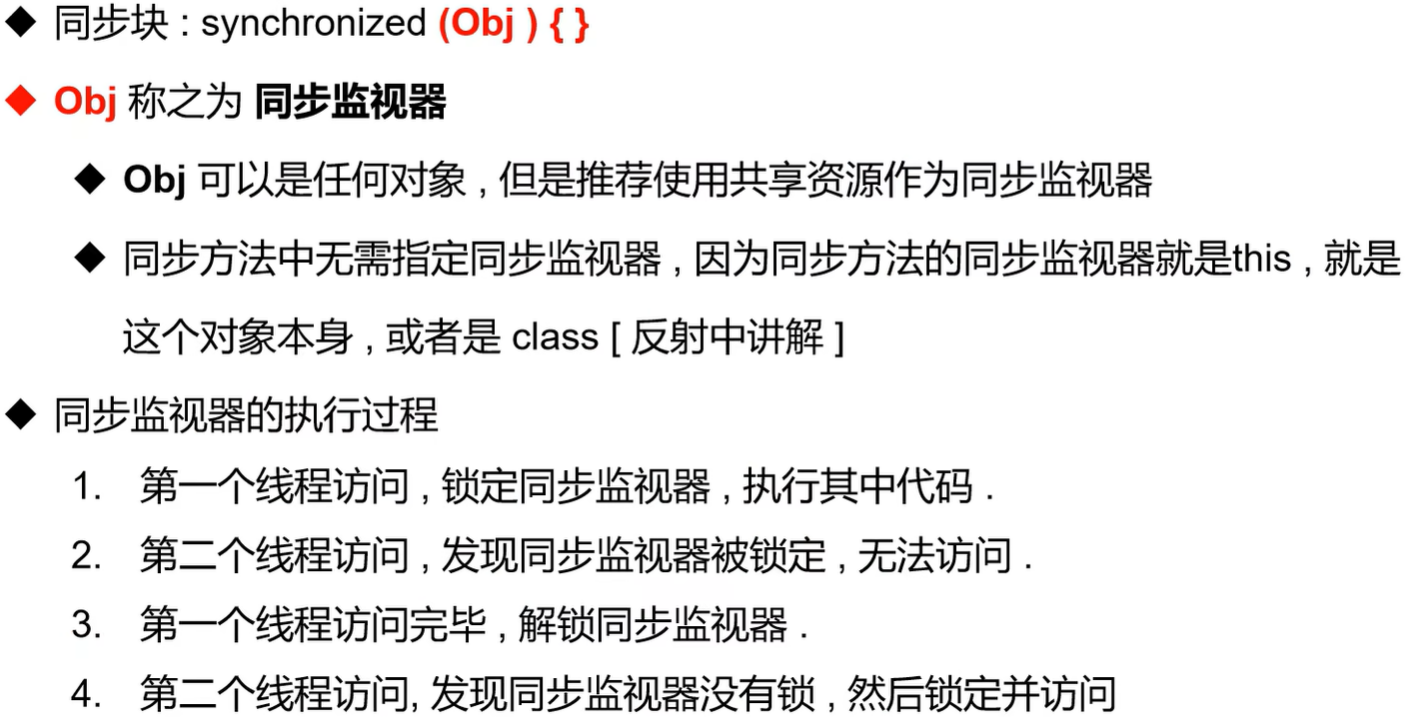 ◆ 同步块 : synchronized (Obj ) { }
◆ Obj 称之为 同步监视器
◆ Obj 可以是任何对象 , 但是推荐使用共享资源作为同步监视器
◆ 同步方法中无需指定同步监视器 , 因为同步方法的同步监视器就是this , 就是
这个对象本身 , 或者是 class [ 反射中讲解 ]
◆ 同步监视器的执行过程
1. 第一个线程访问 , 锁定同步监视器 , 执行其中代码 .
2. 第二个线程访问 , 发现同步监视器被锁定 , 无法访问 .
3. 第一个线程访问完毕 , 解锁同步监视器 .
4. 第二个线程访问, 发现同步监视器没有锁 , 然后锁定并访问